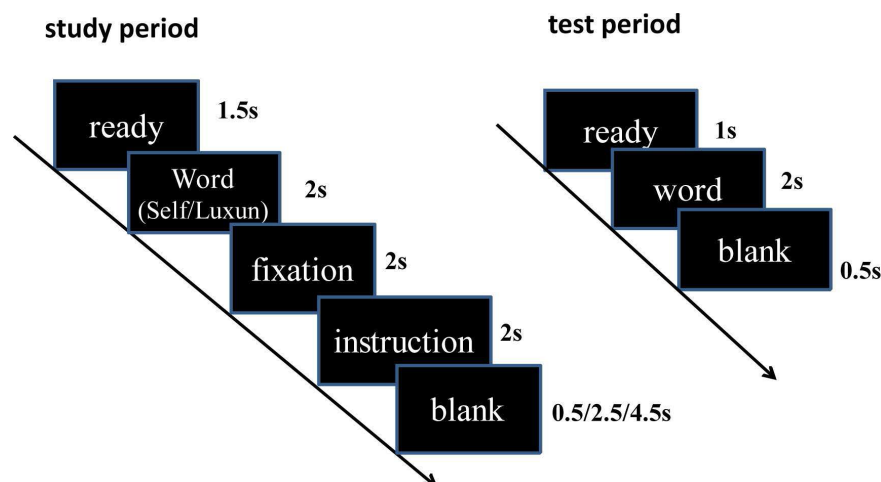 study period
ready
1.5s
Word
(Self/Luxun)
2s
fixation
2s
instruction
2s
blank
0.5/2.5/4.5s
test period
ready
1s
word
2s
blank
0.5s